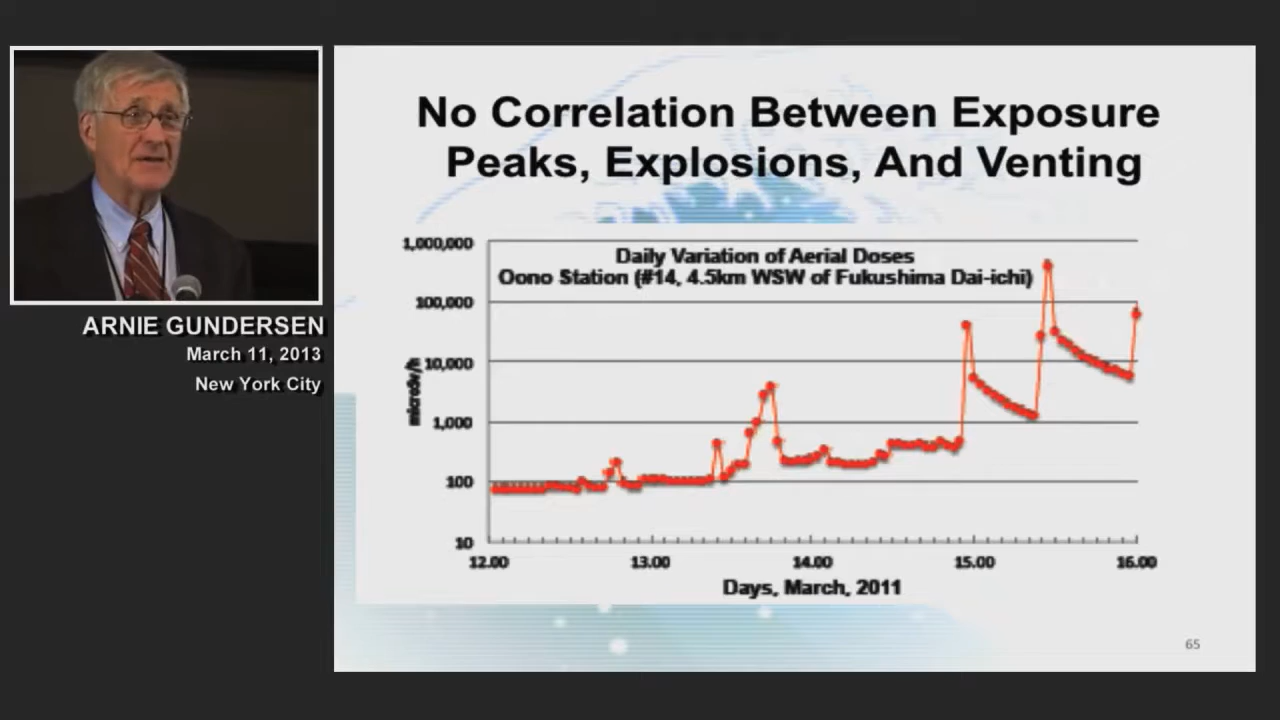 ARNIE GUNDERSEN
March 11, 2013
New York City
No Correlation Between Exposure
Peaks, Explosions, And Venting
Daily Variation of Aerial Doses
Oono Station (#14, 4.5km WSW of Fukushima Dai-ichi)
1,000,000
100,000
10,000
1,000
100
10
microSv/h
12.00 13.00 14.00 15.00 16.00
Days, March, 2011
65